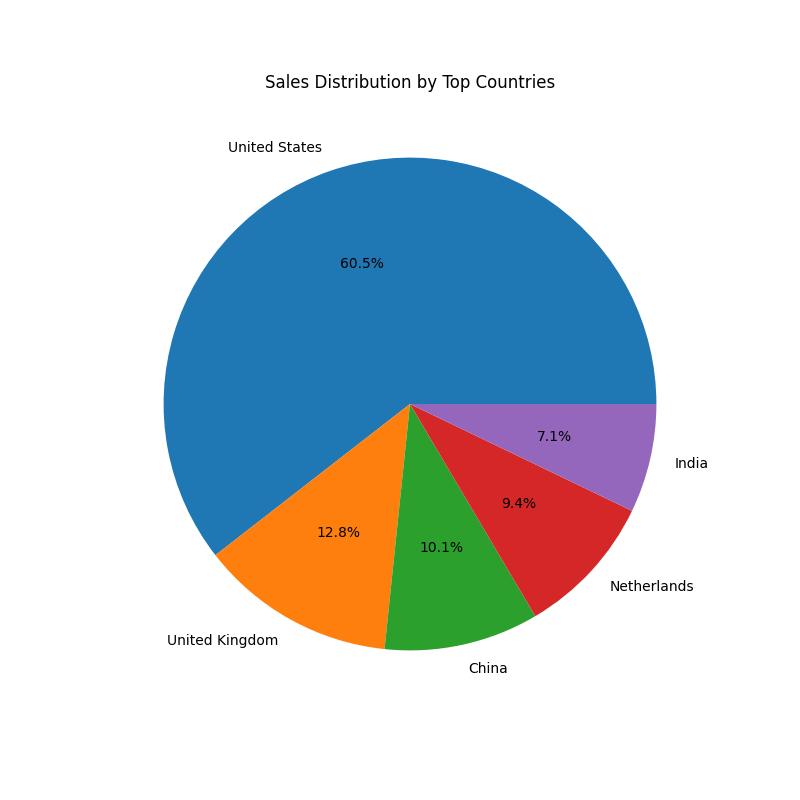 Sales Distribution by Top Countries
United States
60.5%
7.1%
India
9.4%
12.8%
10.1%
Netherlands
United Kingdom
China